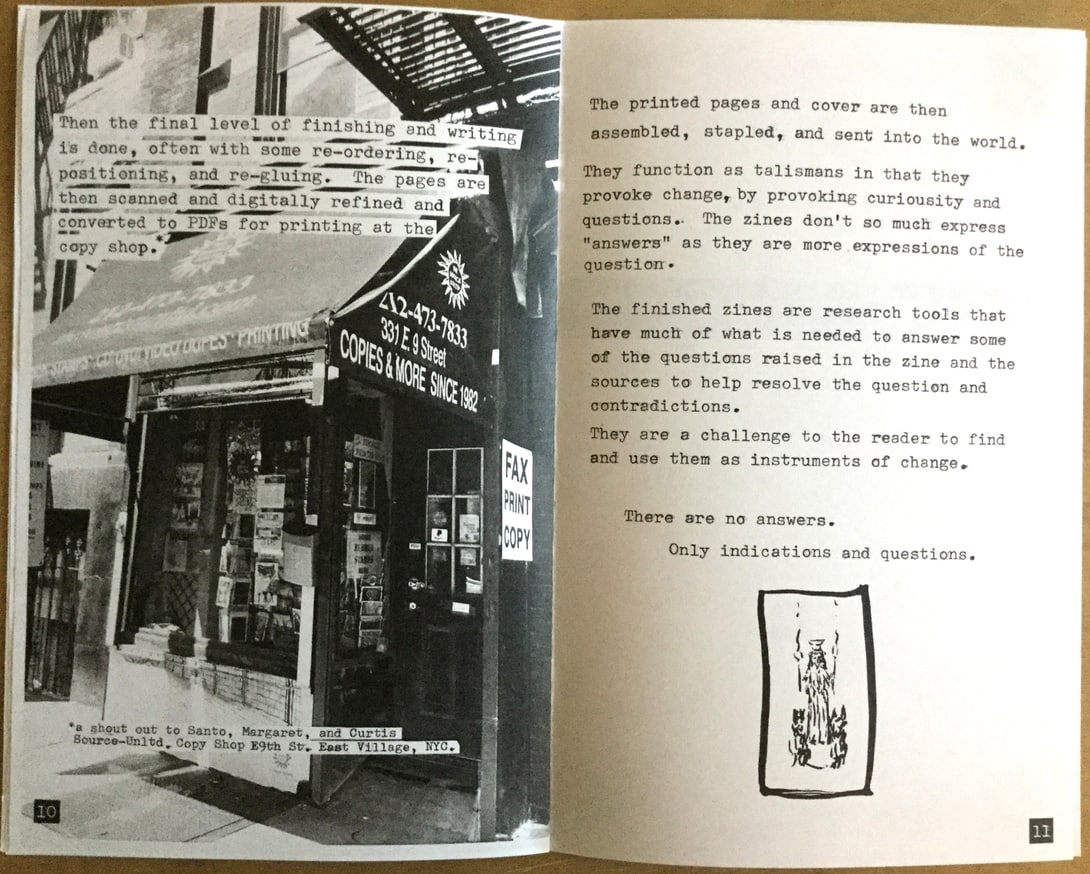 Then the final level of finishing and writing
is done, often with some re-ordering, re-
positioning, and re-gluing. The pages are
then scanned and digitally refined and
converted to PDFs for printing at the
copy shop.*
212-473-7833
331 E. 9 Street
COPIES & MORE SINCE 1982
PRINTING
FAX
PRINT
COPY
*a shout out to Santo, Margaret, and Curtis
Source-Unltd. Copy Shop E9th St. East Village, NYC.
10
The printed pages and cover are then
assembled, stapled, and sent into the world.
They function as talismans in that they
provoke change, by provoking curiousity and
questions.. The zines don't so much express
"answers" as they are more expressions of the
question.
The finished zines are research tools that
have much of what is needed to answer some
of the questions raised in the zine and the
sources to help resolve the question and
contradictions.
They are a challenge to the reader to find
and use them as instruments of change.
There are no answers.
Only indications and questions.
11